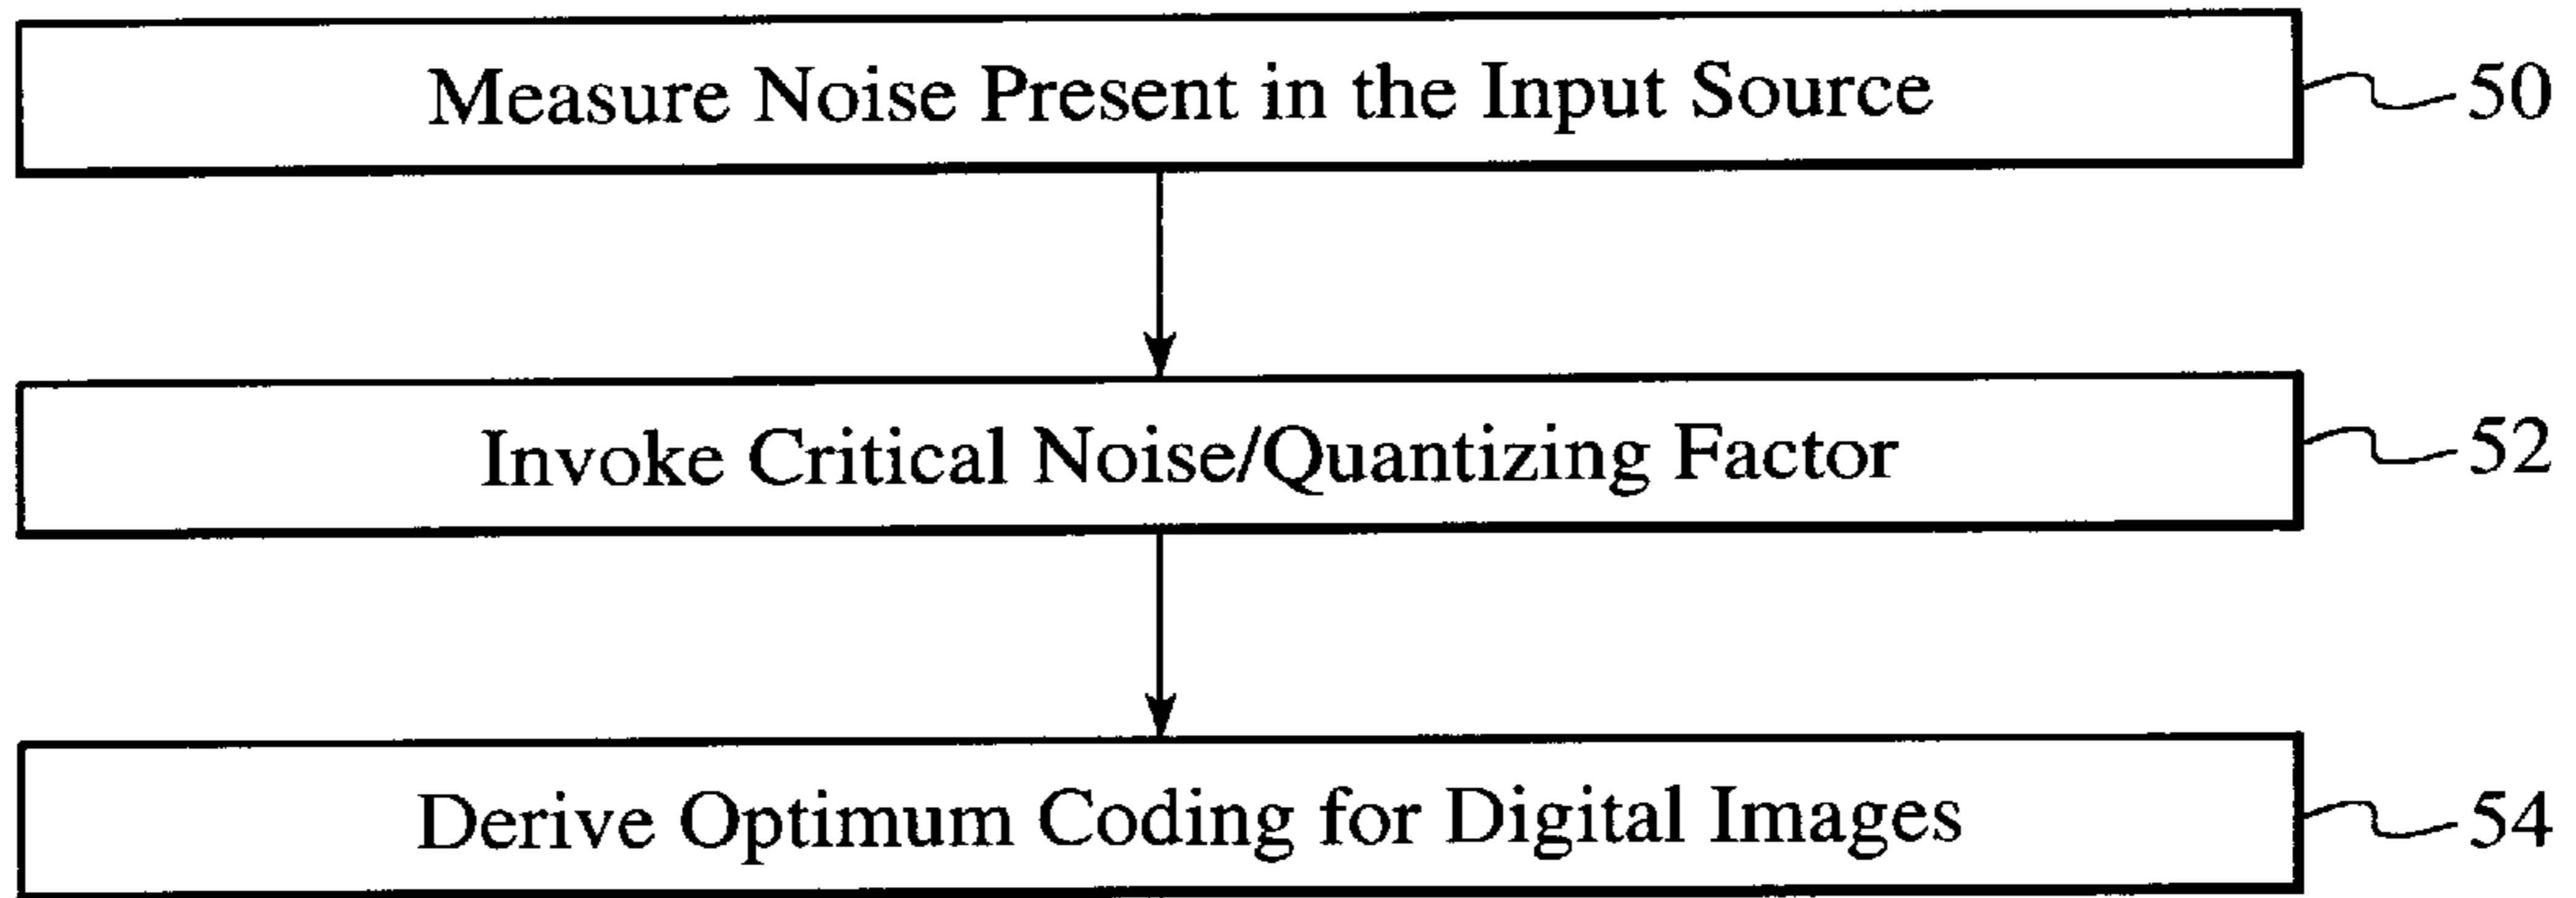 Measure Noise Present in the Input Source 50
Invoke Critical Noise/Quantizing Factor 52
Derive Optimum Coding for Digital Images 54